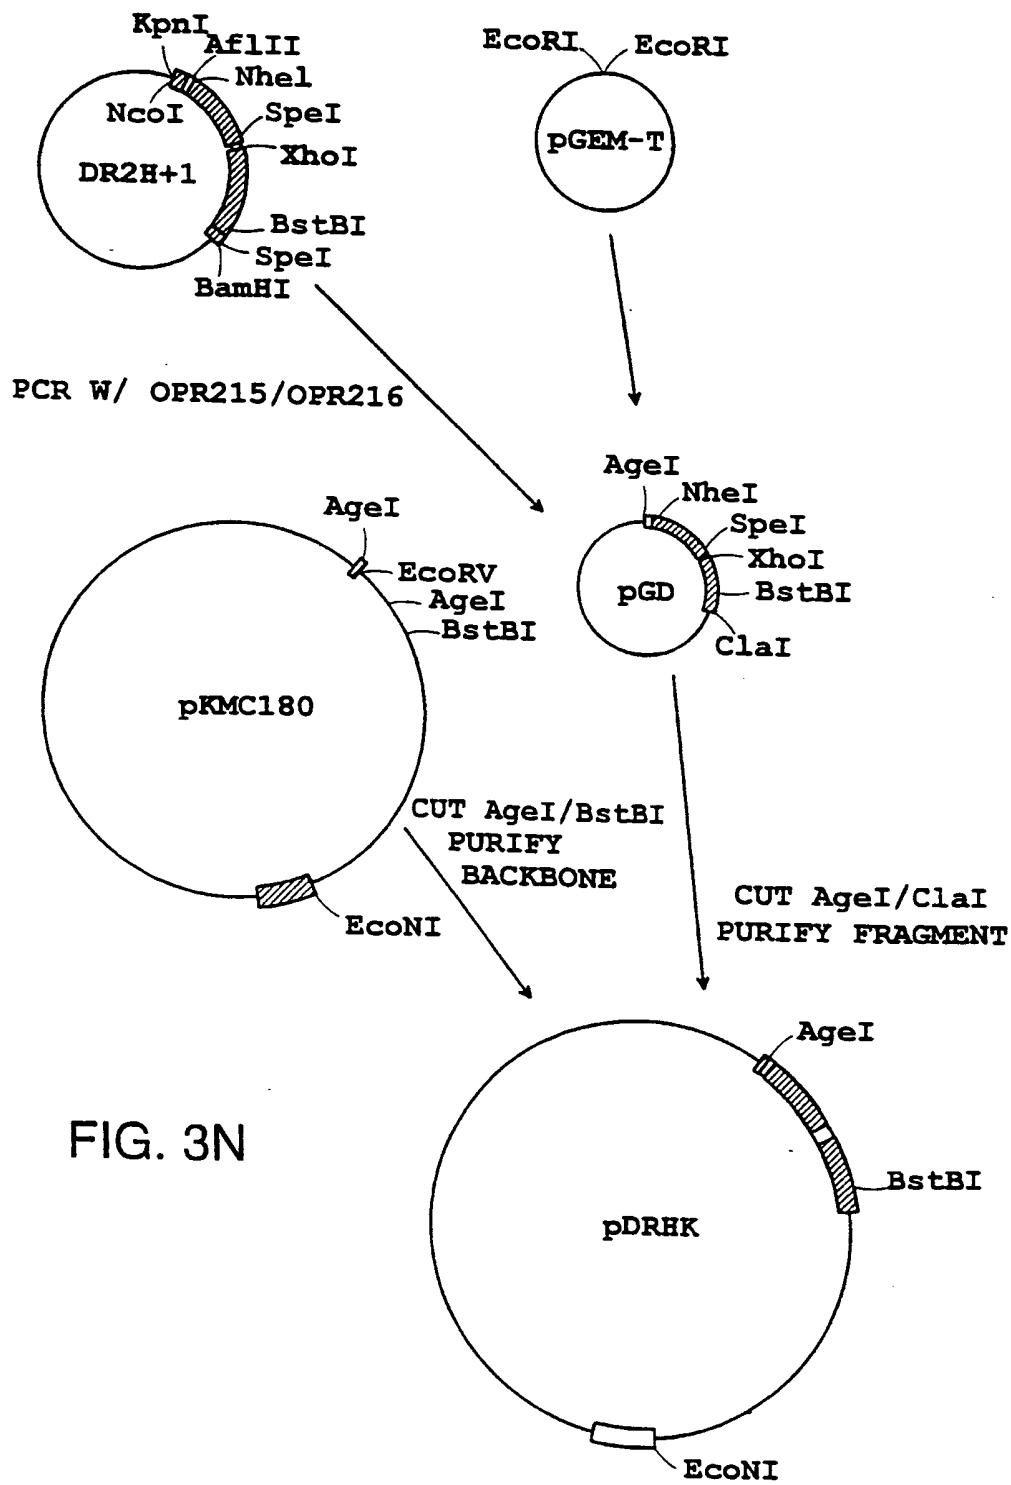 KpnI
AflII
Nhel
NcoI
SpeI
XhoI
DR2H+1
BstBI
SpeI
BamHI
EcoRI
EcoRI
pGEM-T
PCR W/ OPR215/OPR216
AgeI
NheI
SpeI
XhoI
BstBI
pGD
ClaI
AgeI
EcoRV
AgeI
BstBI
pKMC180
EcoNI
CUT AgeI/BstBI
PURIFY
BACKBONE
CUT AgeI/ClaI
PURIFY FRAGMENT
AgeI
BstBI
pDRHK
EcoNI
FIG. 3N